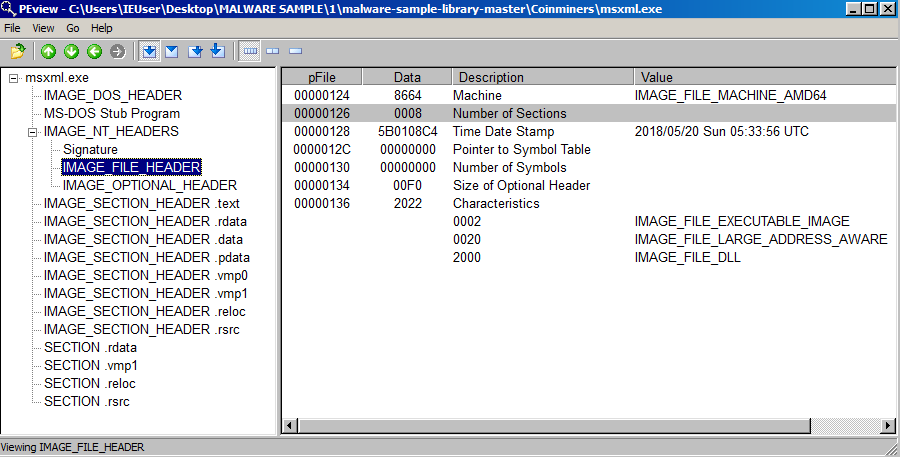 PEview - C:\Users\IEUser\Desktop\MALWARE SAMPLE\1\malware-sample-library-master\Coinminers\msxml.exe
File View Go Help
msxml.exe
IMAGE_DOS_HEADER
MS-DOS Stub Program
IMAGE_NT_HEADERS
Signature
IMAGE_FILE_HEADER
IMAGE_OPTIONAL_HEADER
IMAGE_SECTION_HEADER .text
IMAGE_SECTION_HEADER .rdata
IMAGE_SECTION_HEADER .data
IMAGE_SECTION_HEADER .pdata
IMAGE_SECTION_HEADER .vmp0
IMAGE_SECTION_HEADER .vmp1
IMAGE_SECTION_HEADER .reloc
IMAGE_SECTION_HEADER .rsrc
SECTION .rdata
SECTION .vmp1
SECTION .reloc
SECTION .rsrc
pFile Data Description Value
00000124 8664 Machine IMAGE_FILE_MACHINE_AMD64
00000126 0008 Number of Sections
00000128 5B0108C4 Time Date Stamp 2018/05/20 Sun 05:33:56 UTC
0000012C 00000000 Pointer to Symbol Table
00000130 00000000 Number of Symbols
00000134 00F0 Size of Optional Header
00000136 2022 Characteristics
0002 IMAGE_FILE_EXECUTABLE_IMAGE
0020 IMAGE_FILE_LARGE_ADDRESS_AWARE
2000 IMAGE_FILE_DLL
Viewing IMAGE_FILE_HEADER